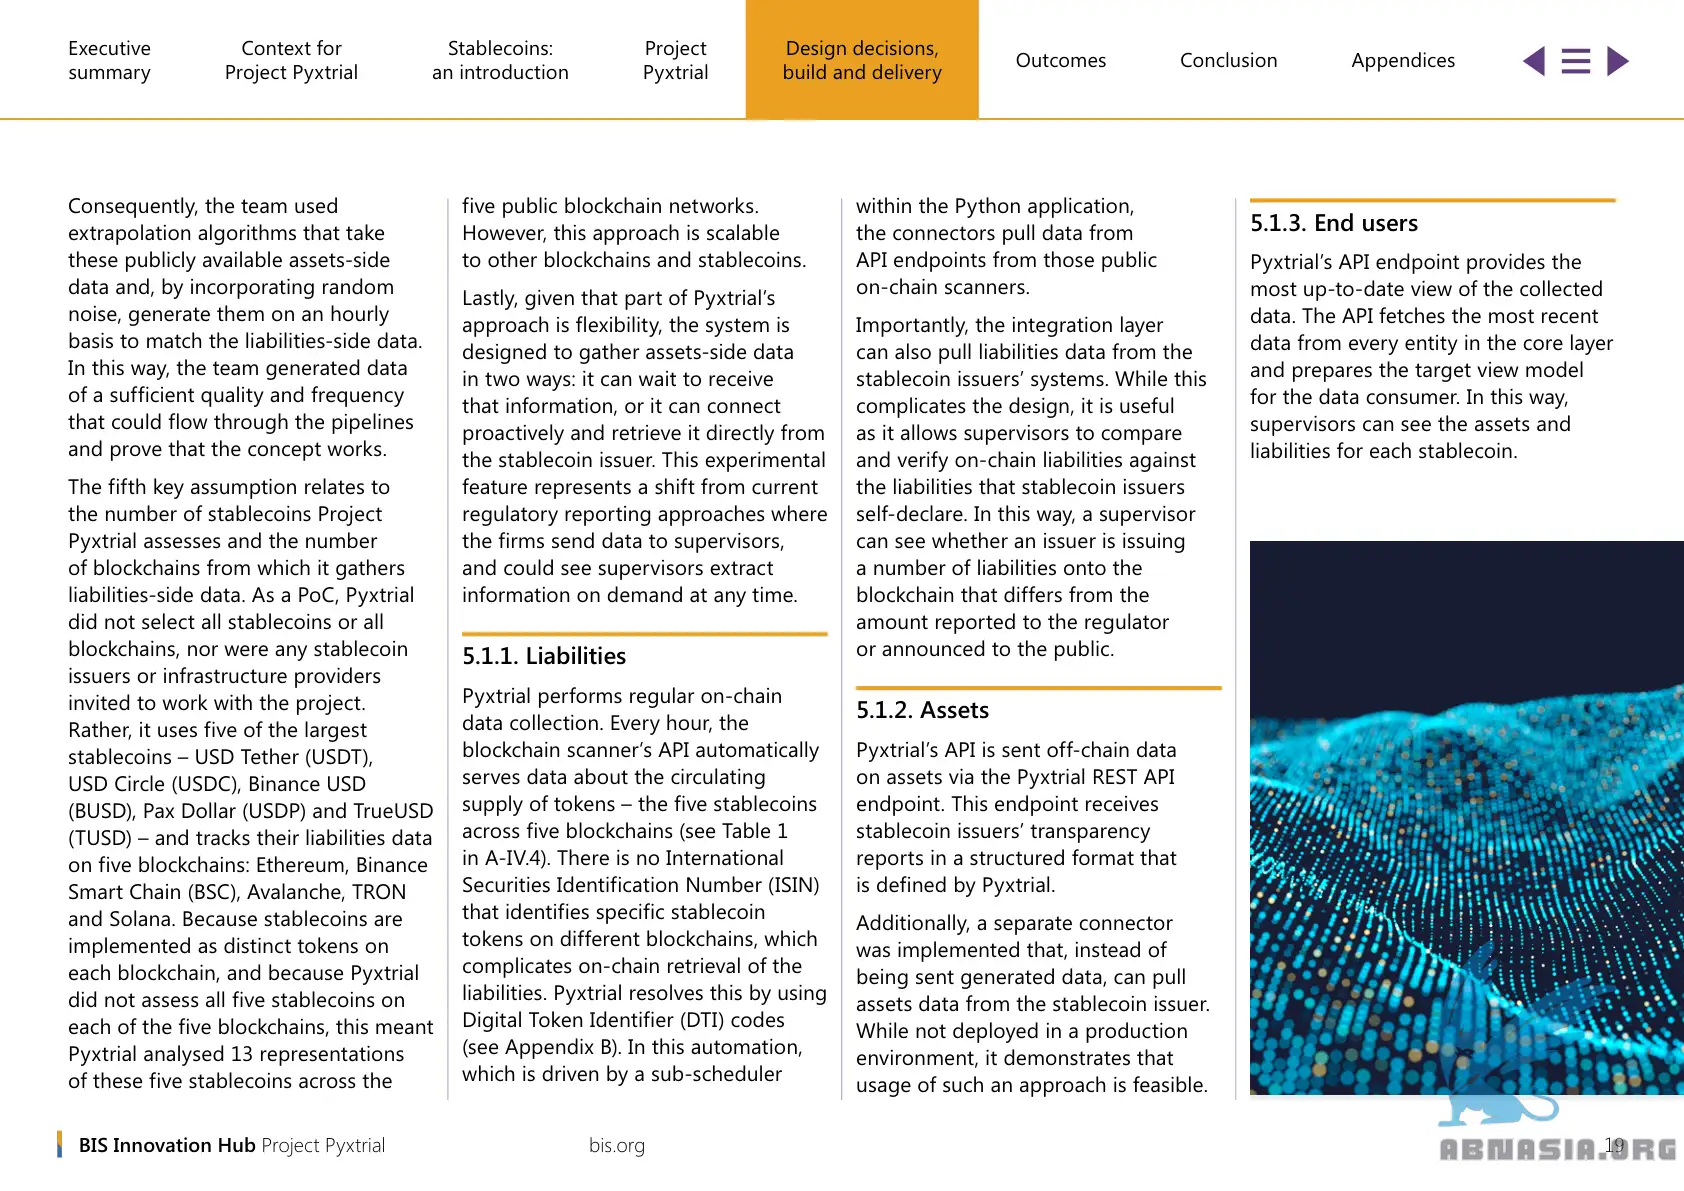 Executive
summary
Context for
Project Pyxtrial
Stablecoins:
an introduction
Project
Pyxtrial
Design decisions,
build and delivery
Outcomes
Conclusion
Appendices
Consequently, the team used
extrapolation algorithms that take
these publicly available assets-side
data and, by incorporating random
noise, generate them on an hourly
basis to match the liabilities-side data.
In this way, the team generated data
of a sufficient quality and frequency
that could flow through the pipelines
and prove that the concept works.
The fifth key assumption relates to
the number of stablecoins Project
Pyxtrial assesses and the number
of blockchains from which it gathers
liabilities-side data. As a PoC, Pyxtrial
did not select all stablecoins or all
blockchains, nor were any stablecoin
issuers or infrastructure providers
invited to work with the project.
Rather, it uses five of the largest
stablecoins – USD Tether (USDT),
USD Circle (USDC), Binance USD
(BUSD), Pax Dollar (USDP) and TrueUSD
(TUSD) – and tracks their liabilities data
on five blockchains: Ethereum, Binance
Smart Chain (BSC), Avalanche, TRON
and Solana. Because stablecoins are
implemented as distinct tokens on
each blockchain, and because Pyxtrial
did not assess all five stablecoins on
each of the five blockchains, this meant
Pyxtrial analysed 13 representations
of these five stablecoins across the
five public blockchain networks.
However, this approach is scalable
to other blockchains and stablecoins.
Lastly, given that part of Pyxtrial's
approach is flexibility, the system is
designed to gather assets-side data
in two ways: it can wait to receive
that information, or it can connect
proactively and retrieve it directly from
the stablecoin issuer. This experimental
feature represents a shift from current
regulatory reporting approaches where
the firms send data to supervisors,
and could see supervisors extract
information on demand at any time.
5.1.1. Liabilities
Pyxtrial performs regular on-chain
data collection. Every hour, the
blockchain scanner's API automatically
serves data about the circulating
supply of tokens – the five stablecoins
across five blockchains (see Table 1
in A-IV.4). There is no International
Securities Identification Number (ISIN)
that identifies specific stablecoin
tokens on different blockchains, which
complicates on-chain retrieval of the
liabilities. Pyxtrial resolves this by using
Digital Token Identifier (DTI) codes
(see Appendix B). In this automation,
which is driven by a sub-scheduler
within the Python application,
the connectors pull data from
API endpoints from those public
on-chain scanners.
Importantly, the integration layer
can also pull liabilities data from the
stablecoin issuers' systems. While this
complicates the design, it is useful
as it allows supervisors to compare
and verify on-chain liabilities against
the liabilities that stablecoin issuers
self-declare. In this way, a supervisor
can see whether an issuer is issuing
a number of liabilities onto the
blockchain that differs from the
amount reported to the regulator
or announced to the public.
5.1.2. Assets
Pyxtrial's API is sent off-chain data
on assets via the Pyxtrial REST API
endpoint. This endpoint receives
stablecoin issuers' transparency
reports in a structured format that
is defined by Pyxtrial.
Additionally, a separate connector
was implemented that, instead of
being sent generated data, can pull
assets data from the stablecoin issuer.
While not deployed in a production
environment, it demonstrates that
usage of such an approach is feasible.
5.1.3. End users
Pyxtrial's API endpoint provides the
most up-to-date view of the collected
data. The API fetches the most recent
data from every entity in the core layer
and prepares the target view model
for the data consumer. In this way,
supervisors can see the assets and
liabilities for each stablecoin.
BIS Innovation Hub Project Pyxtrial
bis.org
19
ABNASIA.ORG